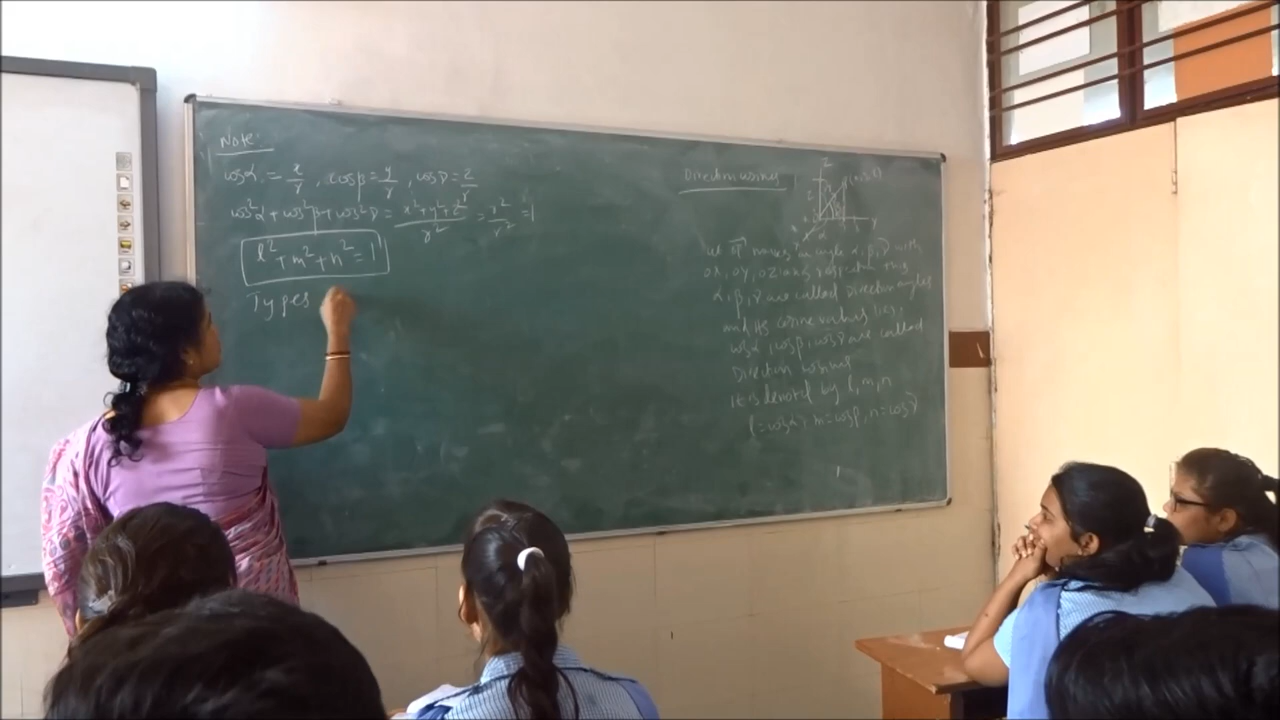 Note:
cosα = x/r, cosβ = y/r, cosγ = z/r
cos²α + cos²β + cos²γ = x²+y²+z²/r² = r²/r² = 1
l² + m² + n² = 1
Types
Direction cosines
Z
Y
let OP makes an angle α, β, γ with
OX, OY, OZ
α, β, γ are called Direction angles
and its cosine values
cosα, cosβ, cosγ are called
Direction cosines
It is denoted by l, m, n
l = cosα, m = cosβ, n = cosγ